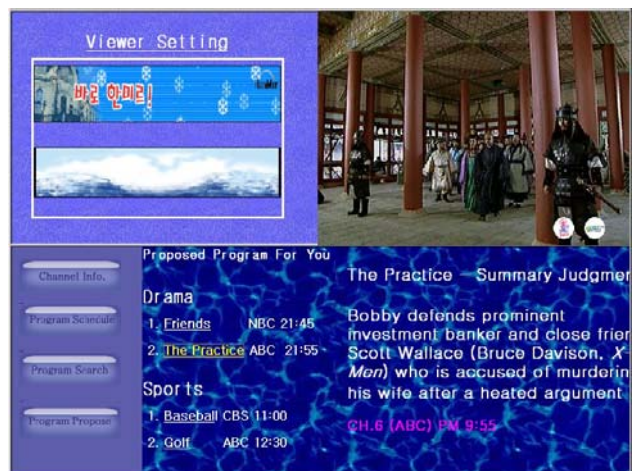 Viewer Setting
바로 한미르!
Channel Info.
Program Scedule
Program Search
Program Propose
Proposed Program For You
Drama
1. Friends NBC 21:45
2. The Practice ABC 21:55
Sports
1. Baseball CBS 11:00
2. Golf ABC 12:30
The Practice - Summary Judgmer
Bobby defends prominent
investment banker and close frier
Scott Wallace (Bruce Davison, X-
Men) who is accused of murderin
his wife after a heated argument
CH.6 (ABC) PM 9:55